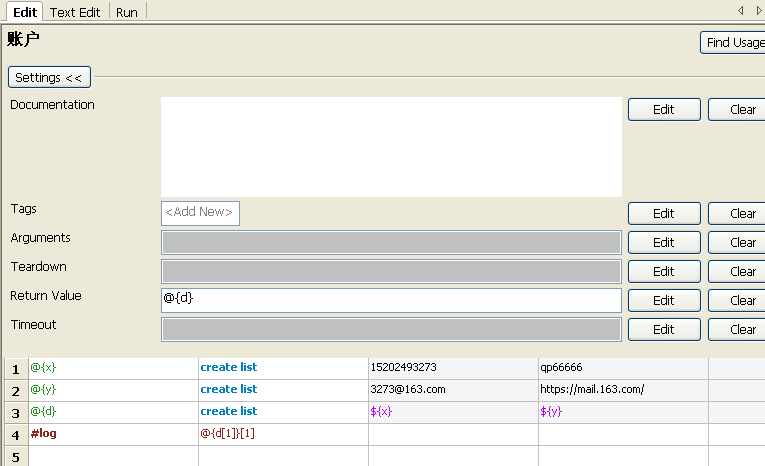 Edit Text Edit Run
账户
Find Usage
Settings <<
Documentation Edit Clear
Tags <Add New> Edit Clear
Arguments Edit Clear
Teardown Edit Clear
Return Value @{d} Edit Clear
Timeout Edit Clear
1 @{x} create list 15202493273 qp66666
2 @{y} create list 3273@163.com https://mail.163.com/
3 @{d} create list ${x} ${y}
4 #log @{d[1]}[1]
5